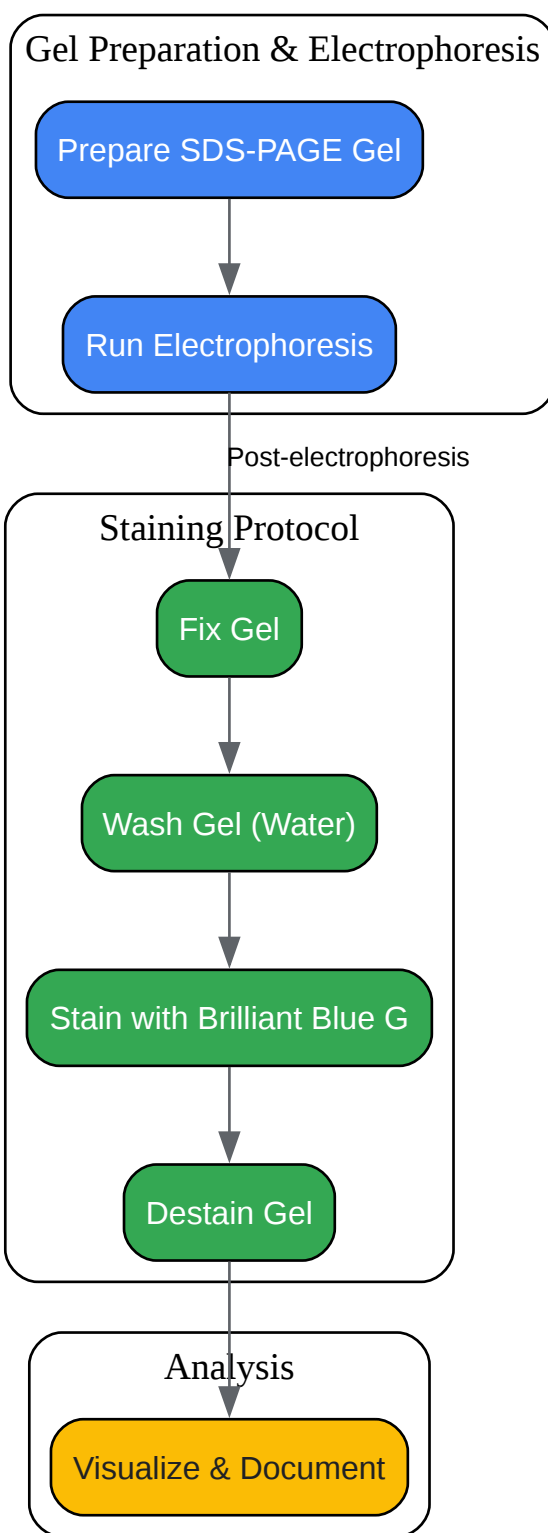 Gel Preparation & Electrophoresis
Prepare SDS-PAGE Gel
Run Electrophoresis
Post-electrophoresis
Staining Protocol
Fix Gel
Wash Gel (Water)
Stain with Brilliant Blue G
Destain Gel
Analysis
Visualize & Document